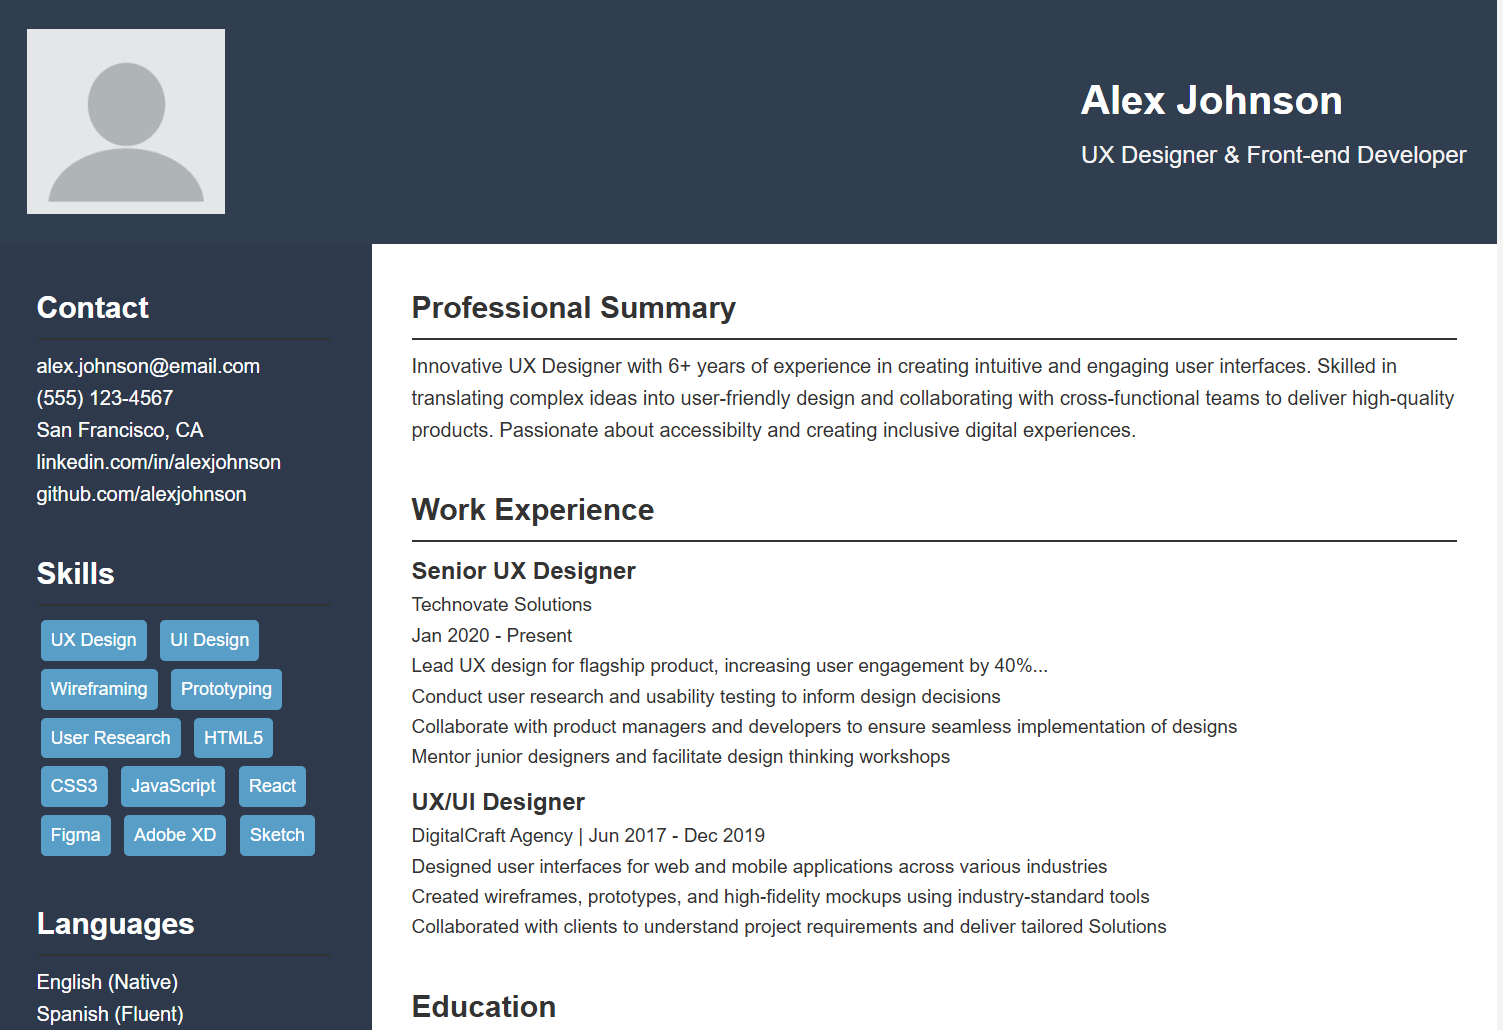 Alex Johnson
UX Designer & Front-end Developer
Contact
alex.johnson@email.com
(555) 123-4567
San Francisco, CA
linkedin.com/in/alexjohnson
github.com/alexjohnson
Skills
UX Design UI Design
Wireframing Prototyping
User Research HTML5
CSS3 JavaScript React
Figma Adobe XD Sketch
Languages
English (Native)
Spanish (Fluent)
Professional Summary
Innovative UX Designer with 6+ years of experience in creating intuitive and engaging user interfaces. Skilled in
translating complex ideas into user-friendly design and collaborating with cross-functional teams to deliver high-quality
products. Passionate about accessibilty and creating inclusive digital experiences.
Work Experience
Senior UX Designer
Technovate Solutions
Jan 2020 - Present
Lead UX design for flagship product, increasing user engagement by 40%...
Conduct user research and usability testing to inform design decisions
Collaborate with product managers and developers to ensure seamless implementation of designs
Mentor junior designers and facilitate design thinking workshops
UX/UI Designer
DigitalCraft Agency | Jun 2017 - Dec 2019
Designed user interfaces for web and mobile applications across various industries
Created wireframes, prototypes, and high-fidelity mockups using industry-standard tools
Collaborated with clients to understand project requirements and deliver tailored Solutions
Education